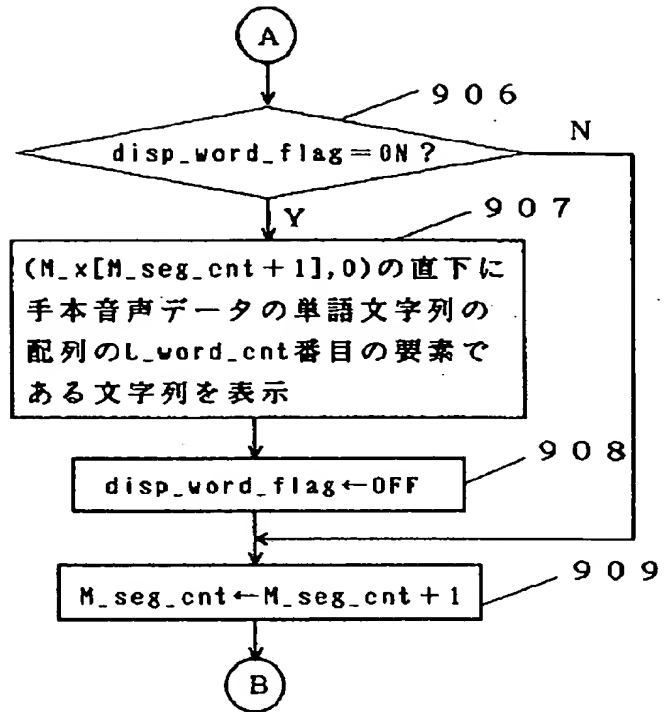 A
906
disp_word_flag=ON?
N
Y
907
(M_x[M_seg_cnt+1],0)の直下に
手本音声データの単語文字列の
配列のL_word_cnt番目の要素で
ある文字列を表示
908
disp_word_flag←OFF
909
M_seg_cnt←M_seg_cnt+1
B